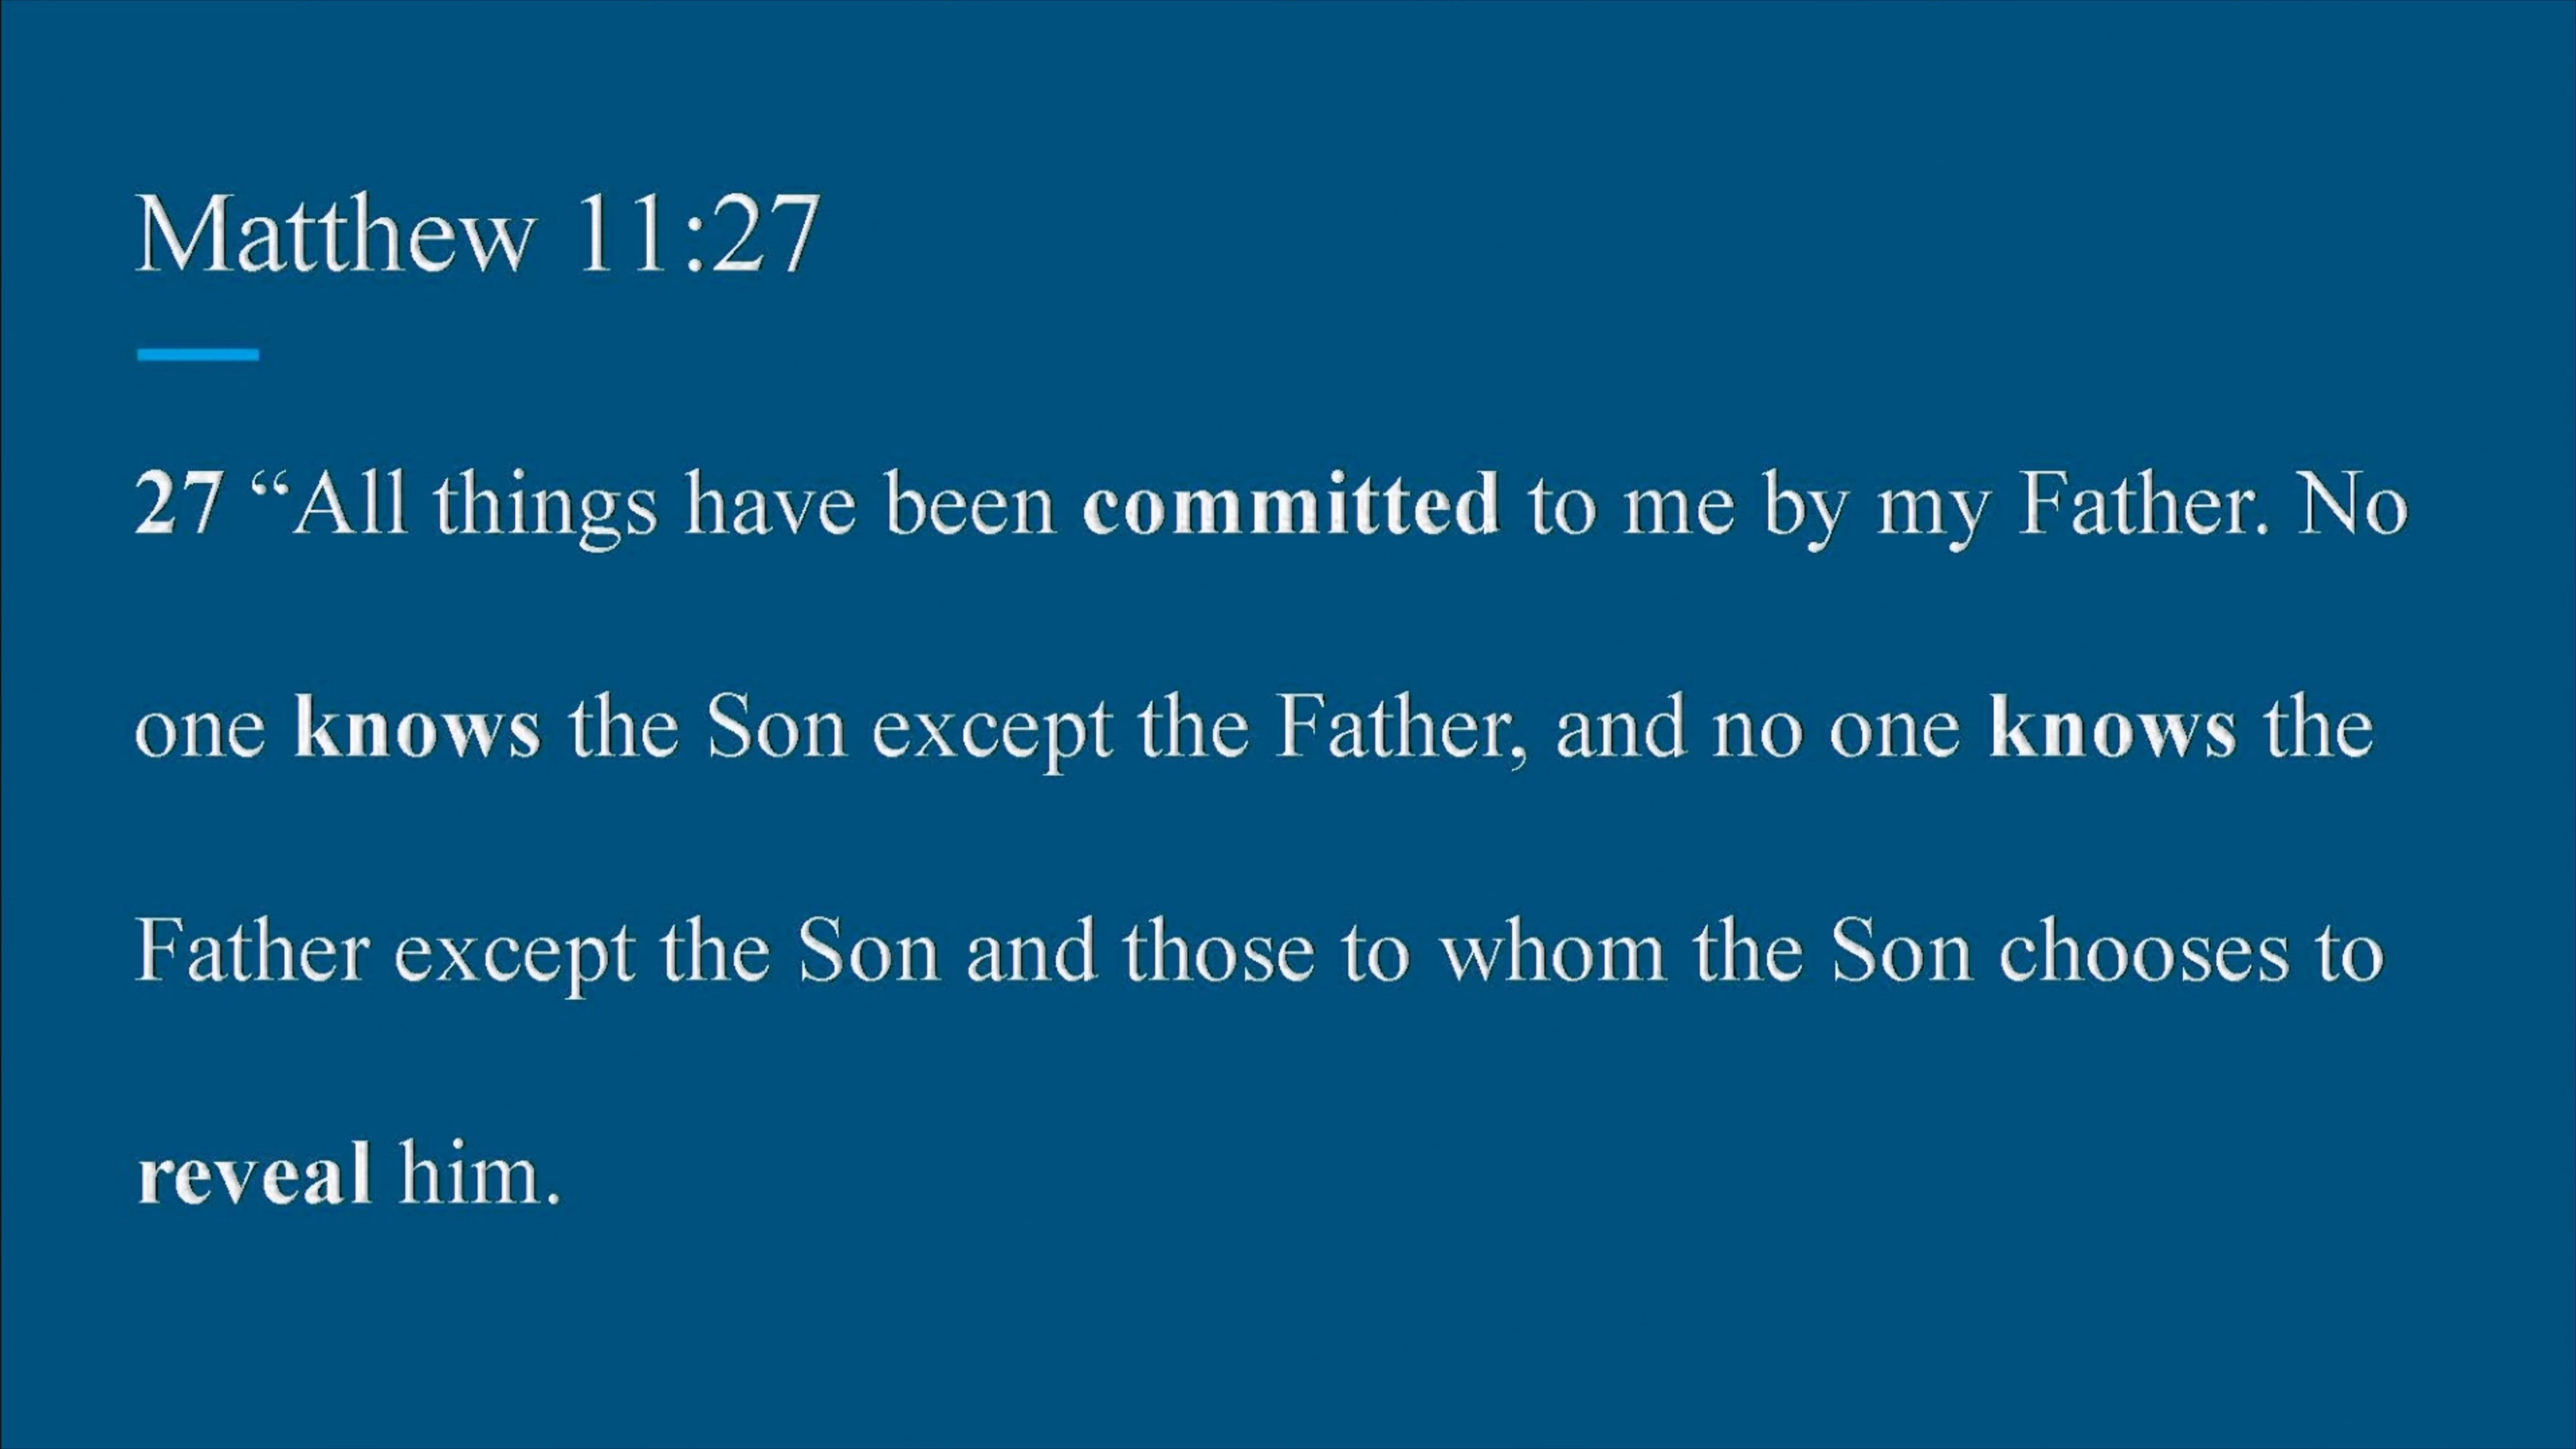 Matthew 11:27
27 “All things have been committed to me by my Father. No
one knows the Son except the Father, and no one knows the
Father except the Son and those to whom the Son chooses to
reveal him.